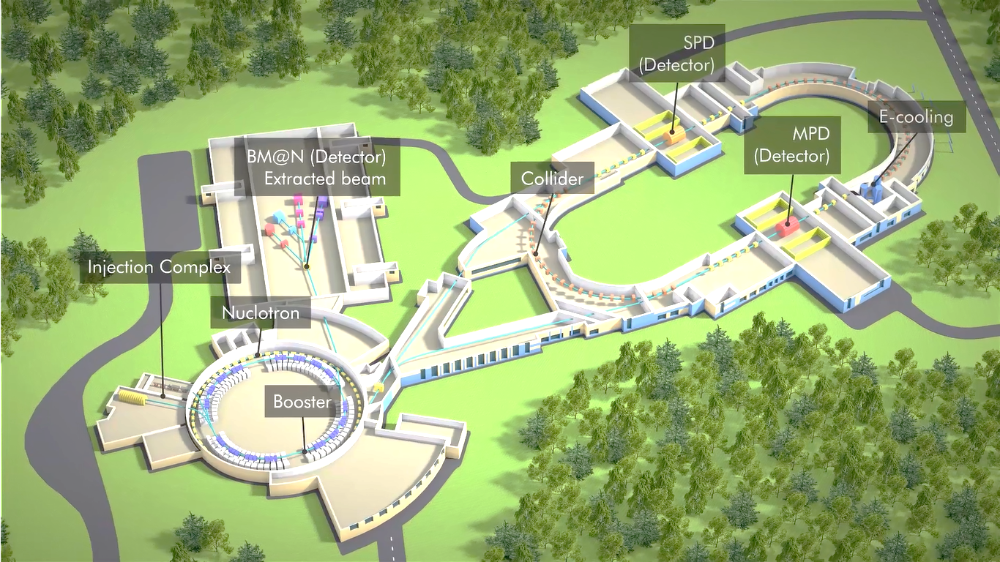 SPD
(Detector)
E-cooling
MPD
(Detector)
BM@N (Detector)
Extracted beam
Collider
Injection Complex
Nuclotron
Booster